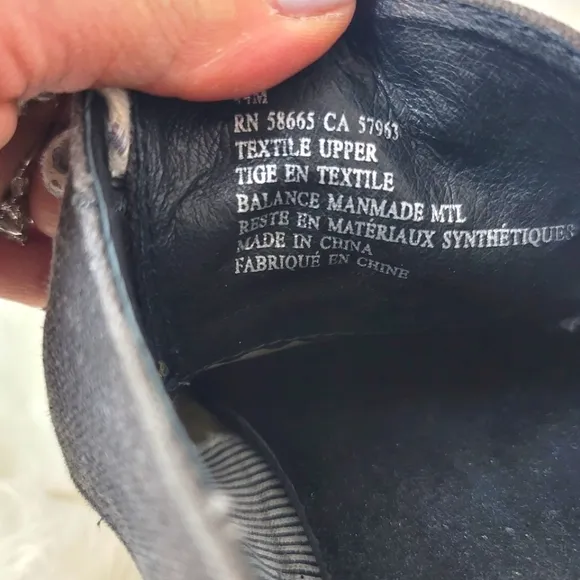 RN 58665 CA 57963
TEXTILE UPPER
TIGE EN TEXTILE
BALANCE MANMADE MTL
RESTE EN MATÉRIAUX SYNTHÉTIQUES
MADE IN CHINA
FABRIQUÉ EN CHINE